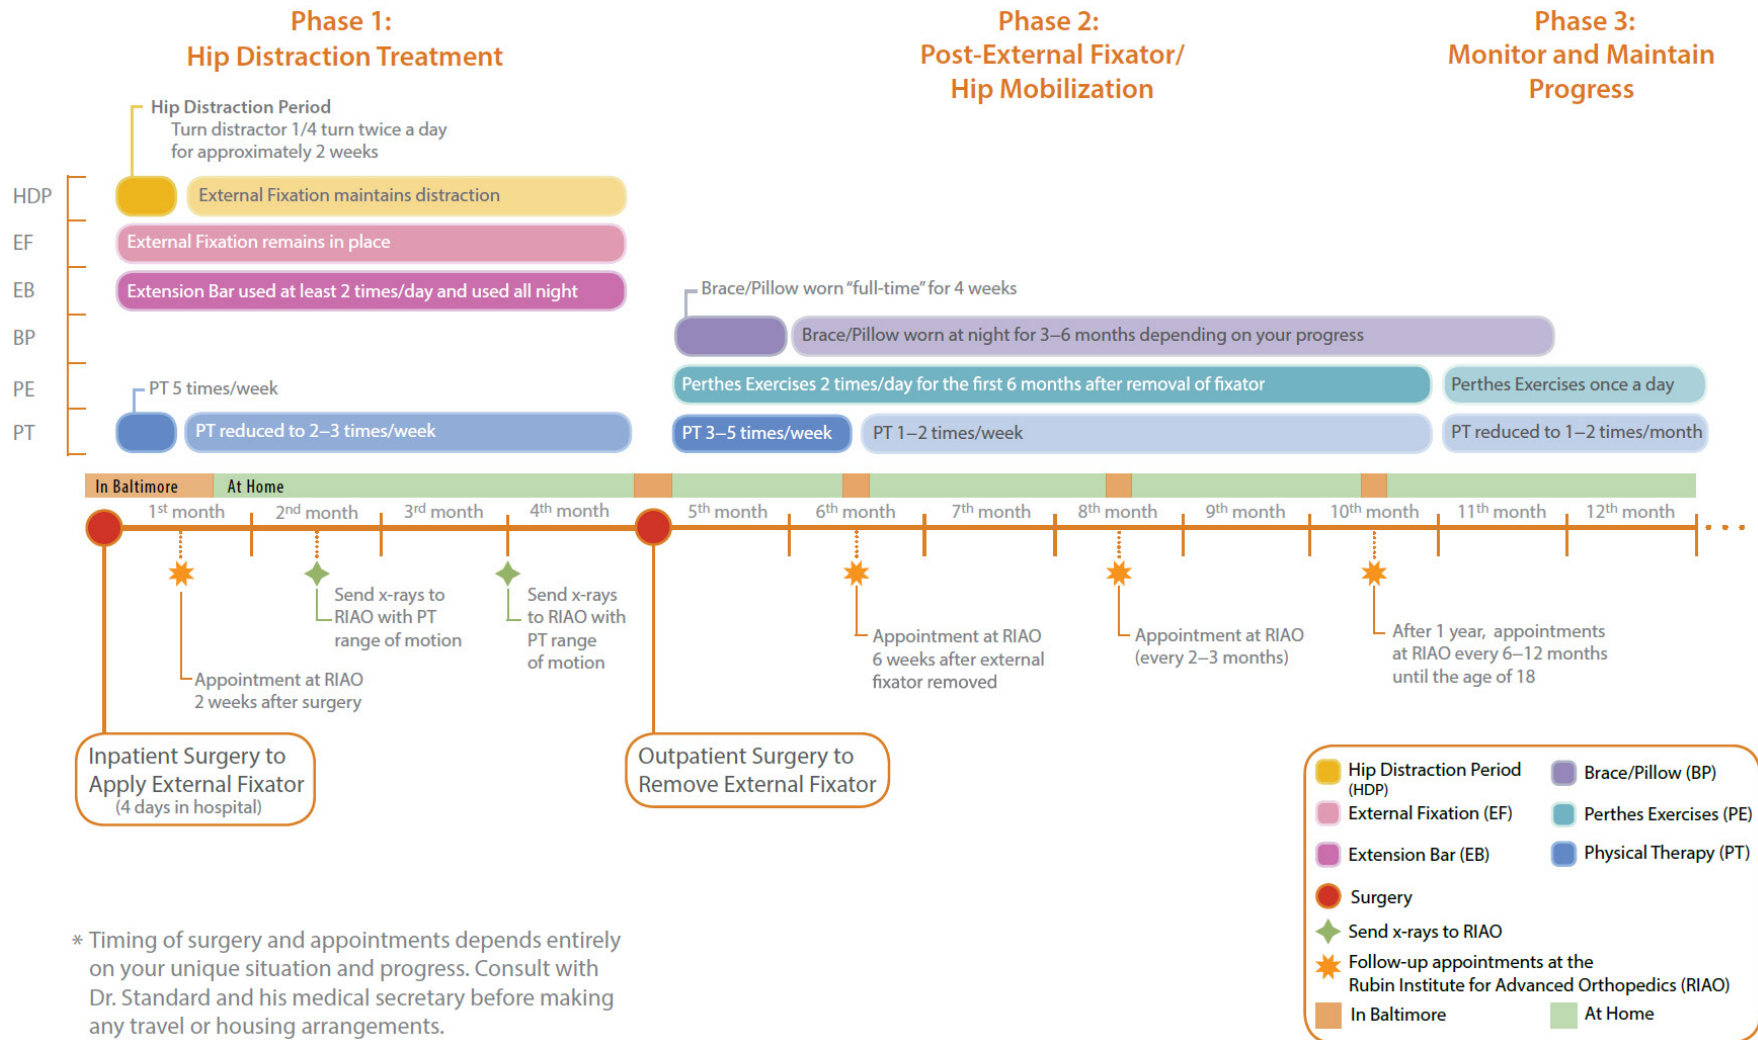 Phase 1:
Hip Distraction Treatment
Phase 2:
Post-External Fixator/
Hip Mobilization
Phase 3:
Monitor and Maintain
Progress
Hip Distraction Period
Turn distractor 1/4 turn twice a day
for approximately 2 weeks
HDP
External Fixation maintains distraction
EF
External Fixation remains in place
EB
Extension Bar used at least 2 times/day and used all night
Brace/Pillow worn “full-time” for 4 weeks
BP
Brace/Pillow worn at night for 3–6 months depending on your progress
PE
PT 5 times/week
Perthes Exercises 2 times/day for the first 6 months after removal of fixator
Perthes Exercises once a day
PT
PT reduced to 2–3 times/week
PT 3–5 times/week
PT 1–2 times/week
PT reduced to 1–2 times/month
In Baltimore
At Home
1st month
2nd month
3rd month
4th month
5th month
6th month
7th month
8th month
9th month
10th month
11th month
12th month
Appointment at RIAO
2 weeks after surgery
Send x-rays to
RIAO with PT
range of motion
Send x-rays
to RIAO with
PT range
of motion
Appointment at RIAO
6 weeks after external
fixator removed
Appointment at RIAO
(every 2–3 months)
After 1 year, appointments
at RIAO every 6–12 months
until the age of 18
Inpatient Surgery to
Apply External Fixator
(4 days in hospital)
Outpatient Surgery to
Remove External Fixator
Hip Distraction Period
(HDP)
External Fixation (EF)
Extension Bar (EB)
Brace/Pillow (BP)
Perthes Exercises (PE)
Physical Therapy (PT)
Surgery
Send x-rays to RIAO
Follow-up appointments at the
Rubin Institute for Advanced Orthopedics (RIAO)
In Baltimore
At Home
* Timing of surgery and appointments depends entirely
on your unique situation and progress. Consult with
Dr. Standard and his medical secretary before making
any travel or housing arrangements.